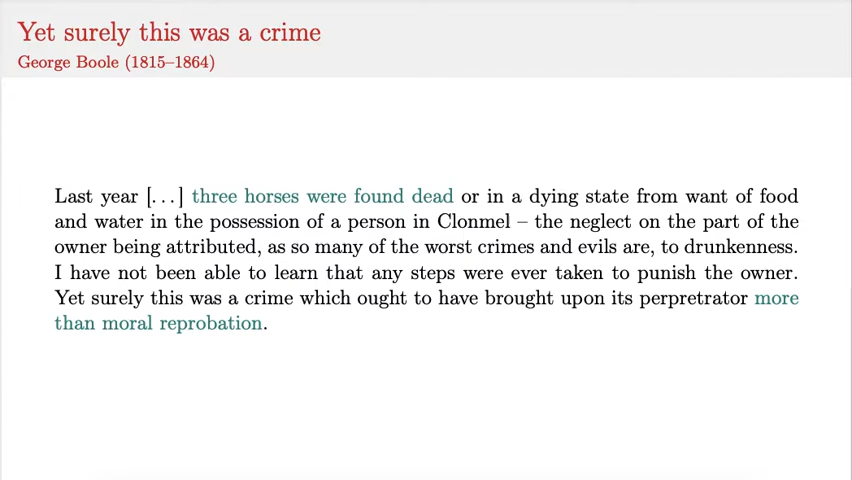 Yet surely this was a crime
George Boole (1815–1864)
Last year [...] three horses were found dead or in a dying state from want of food
and water in the possession of a person in Clonmel – the neglect on the part of the
owner being attributed, as so many of the worst crimes and evils are, to drunkenness.
I have not been able to learn that any steps were ever taken to punish the owner.
Yet surely this was a crime which ought to have brought upon its perpretrator more
than moral reprobation.